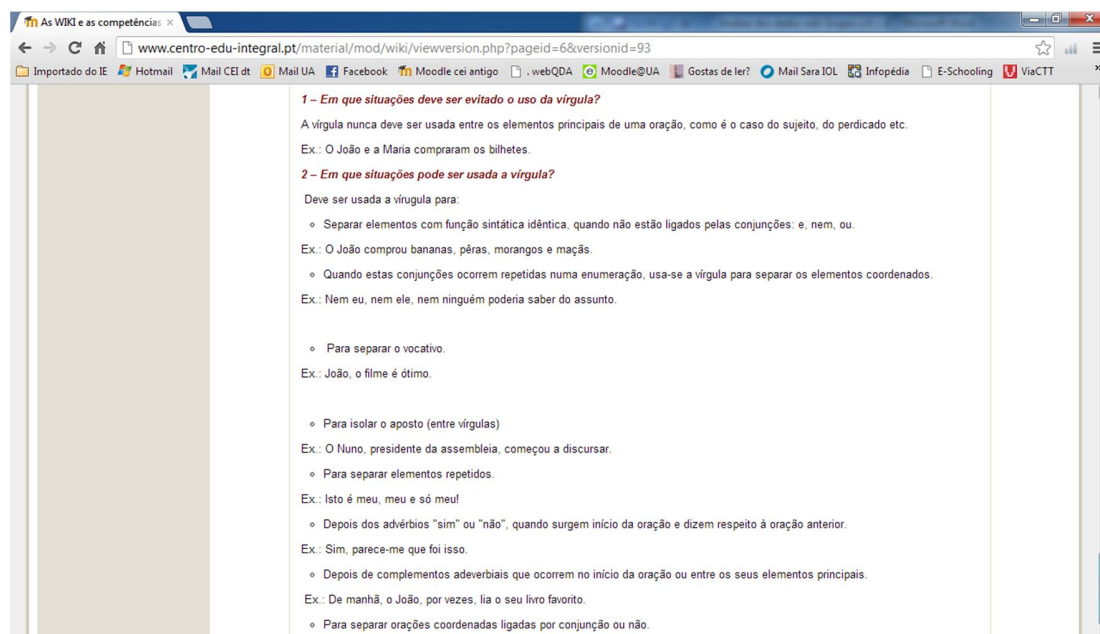 As WIKI e as competências
www.centro-edu-integral.pt/material/mod/wiki/viewversion.php?pageid=6&versionid=93
Importado do IE Hotmail Mail CEI dt Mail UA Facebook Moodle cei antigo . webQDA Moodle@UA Gostas de ler? Mail Sara IOL Infopédia E-Schooling ViaCTT »
1 – Em que situações deve ser evitado o uso da vírgula?
A vírgula nunca deve ser usada entre os elementos principais de uma oração, como é o caso do sujeito, do perdicado etc.
Ex.: O João e a Maria compraram os bilhetes.
2 – Em que situações pode ser usada a vírgula?
Deve ser usada a vírugula para:
Separar elementos com função sintática idêntica, quando não estão ligados pelas conjunções: e, nem, ou.
Ex.: O João comprou bananas, pêras, morangos e maçãs.
Quando estas conjunções ocorrem repetidas numa enumeração, usa-se a vírgula para separar os elementos coordenados.
Ex.: Nem eu, nem ele, nem ninguém poderia saber do assunto.
Para separar o vocativo.
Ex.: João, o filme é ótimo.
Para isolar o aposto (entre vírgulas)
Ex.: O Nuno, presidente da assembleia, começou a discursar.
Para separar elementos repetidos.
Ex.: Isto é meu, meu e só meu!
Depois dos advérbios "sim" ou "não", quando surgem início da oração e dizem respeito à oração anterior.
Ex.: Sim, parece-me que foi isso.
Depois de complementos adeverbiais que ocorrem no início da oração ou entre os seus elementos principais.
Ex.: De manhã, o João, por vezes, lia o seu livro favorito.
Para separar orações coordenadas ligadas por conjunção ou não.